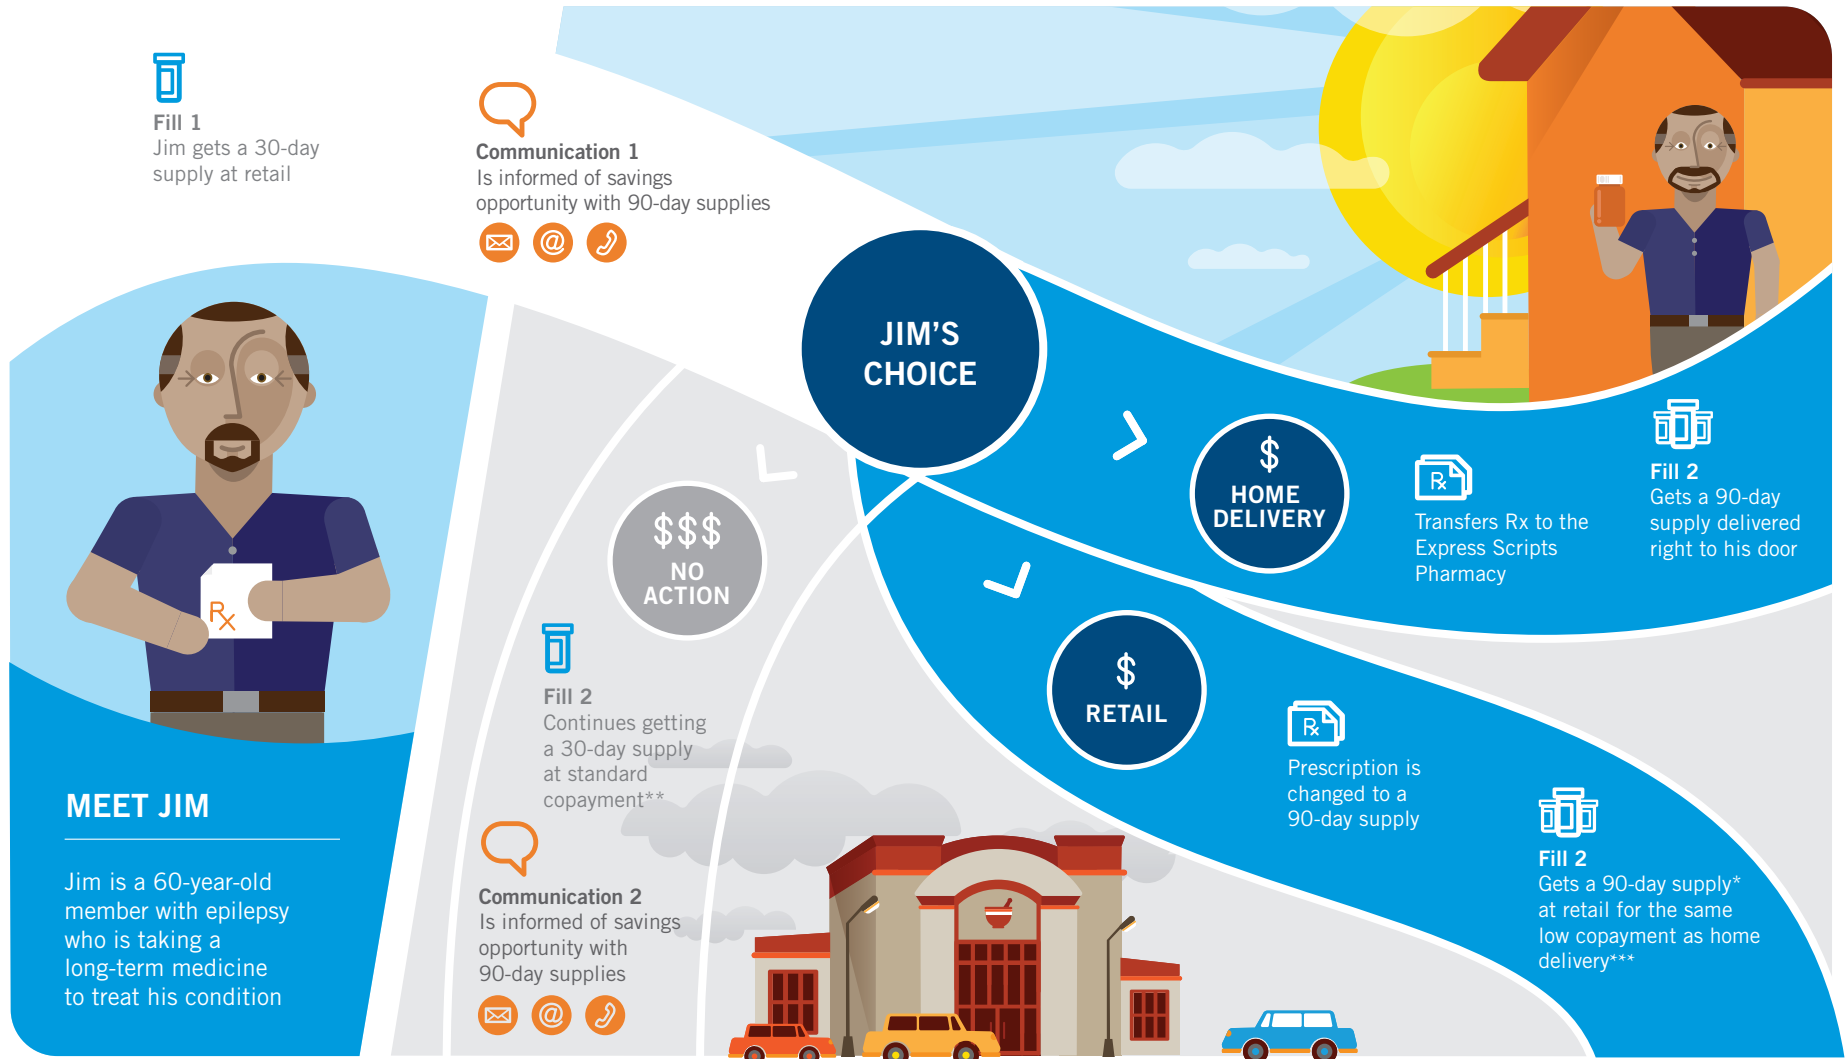 Fill 1
Jim gets a 30-day
supply at retail
Communication 1
Is informed of savings
opportunity with 90-day supplies
@
JIM’S
CHOICE
Rx
MEET JIM
Jim is a 60-year-old
member with epilepsy
who is taking a
long-term medicine
to treat his condition
$$$
NO
ACTION
Fill 2
Continues getting
a 30-day supply
at standard
copayment**
Communication 2
Is informed of savings
opportunity with
90-day supplies
@
$
HOME
DELIVERY
Rx
Transfers Rx to the
Express Scripts
Pharmacy
Fill 2
Gets a 90-day
supply delivered
right to his door
$
RETAIL
Rx
Prescription is
changed to a
90-day supply
Fill 2
Gets a 90-day supply*
at retail for the same
low copayment as home
delivery***